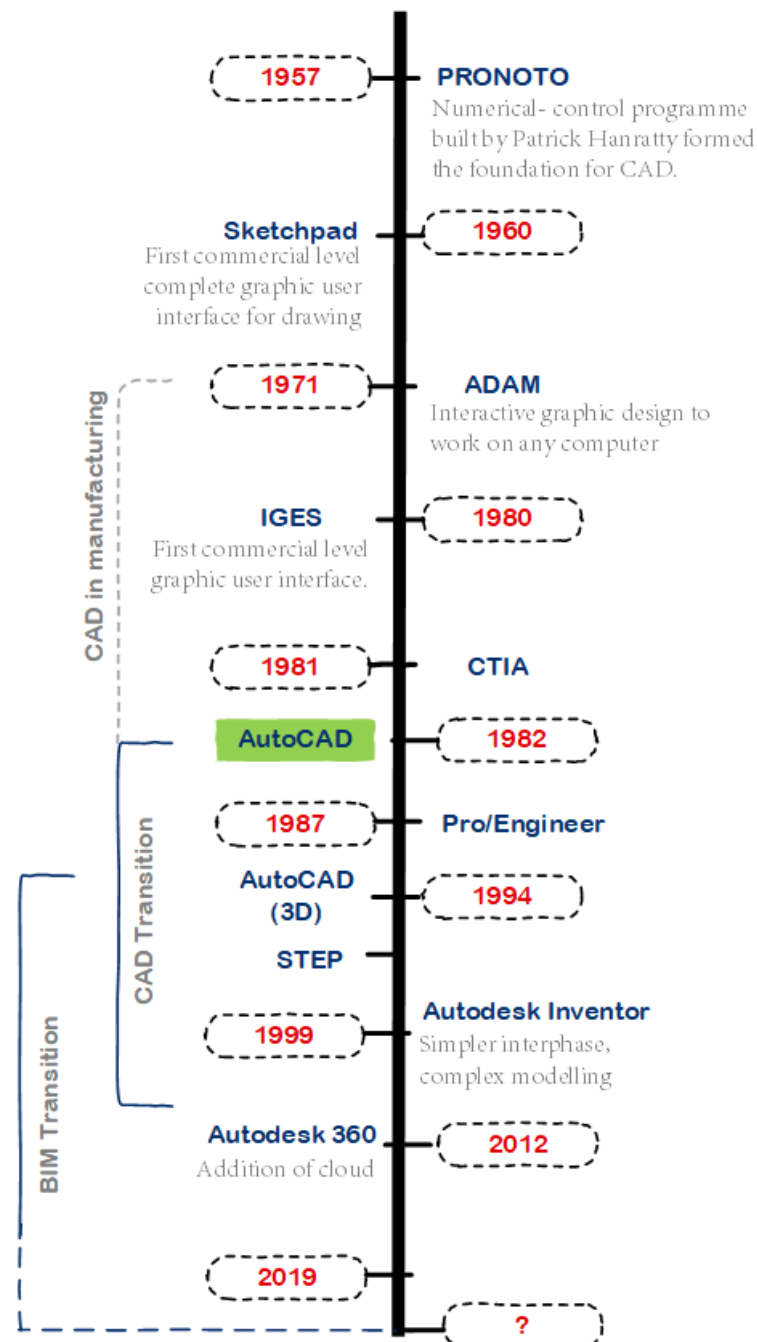 1957
PRONOTO
Numerical- control programme
built by Patrick Hanratty formed
the foundation for CAD.
Sketchpad
1960
First commercial level
complete graphic user
interface for drawing
1971
ADAM
Interactive graphic design to
work on any computer
CAD in manufacturing
IGES
1980
First commercial level
graphic user interface.
1981
CTIA
AutoCAD
1982
1987
Pro/Engineer
CAD Transition
AutoCAD
(3D)
1994
STEP
1999
Autodesk Inventor
Simpler interphase,
complex modelling
BIM Transition
Autodesk 360
2012
Addition of cloud
2019
?